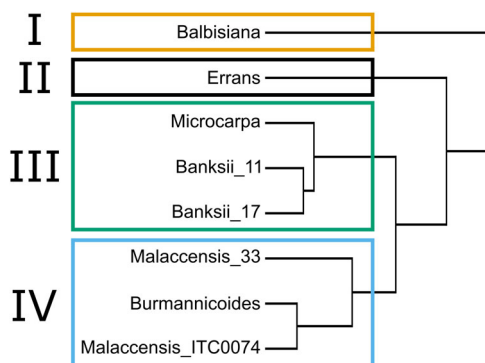 I
Balbisiana
II
Errans
III
Microcarpa
Banksii_11
Banksii_17
IV
Malaccensis_33
Burmannicoides
Malaccensis_ITC0074